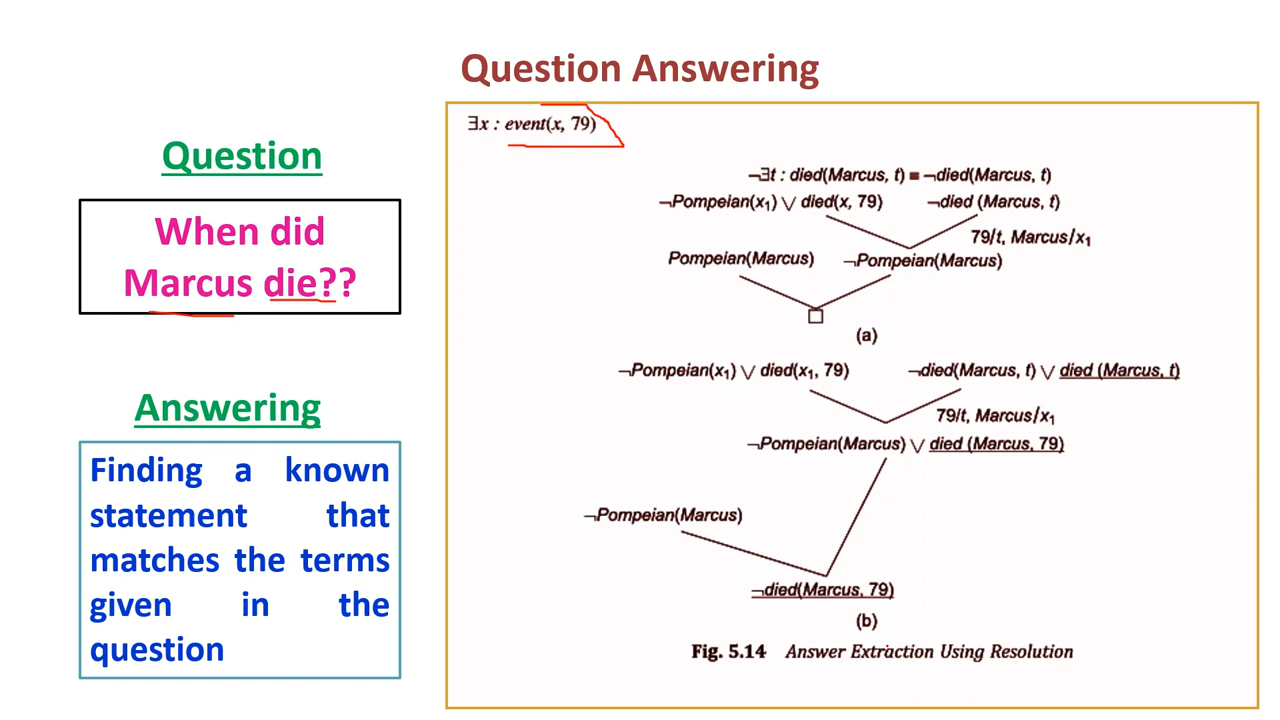 Question Answering
Question
When did
Marcus die??
Answering
Finding a known
statement that
matches the terms
given in the
question
∃x : event(x, 79)
¬∃t : died(Marcus, t) ≡ ¬died(Marcus, t)
¬Pompeian(x₁) ∨ died(x, 79) ¬died (Marcus, t)
79/t, Marcus/x₁
Pompeian(Marcus) ¬Pompeian(Marcus)
(a)
¬Pompeian(x₁) ∨ died(x₁, 79) ¬died(Marcus, t) ∨ died (Marcus, t)
79/t, Marcus/x₁
¬Pompeian(Marcus) ∨ died (Marcus, 79)
¬Pompeian(Marcus)
¬died(Marcus, 79)
(b)
Fig. 5.14 Answer Extraction Using Resolution